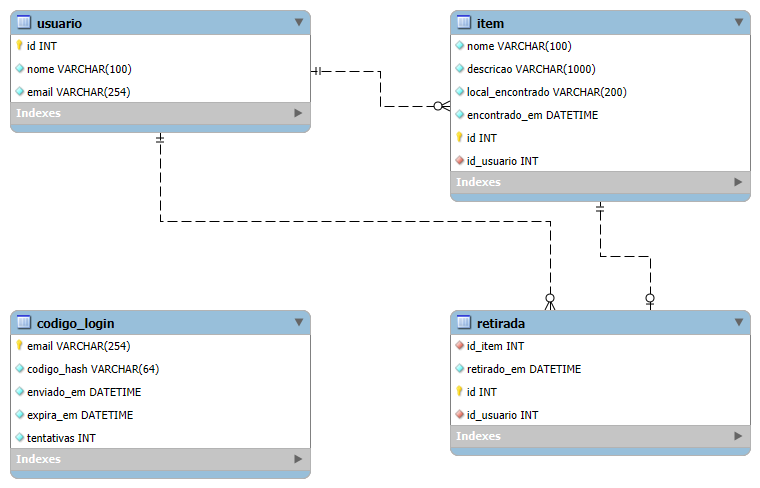 usuario
id INT
nome VARCHAR(100)
email VARCHAR(254)
Indexes
item
nome VARCHAR(100)
descricao VARCHAR(1000)
local_encontrado VARCHAR(200)
encontrado_em DATETIME
id INT
id_usuario INT
Indexes
codigo_login
email VARCHAR(254)
codigo_hash VARCHAR(64)
enviado_em DATETIME
expira_em DATETIME
tentativas INT
Indexes
retirada
id_item INT
retirado_em DATETIME
id INT
id_usuario INT
Indexes